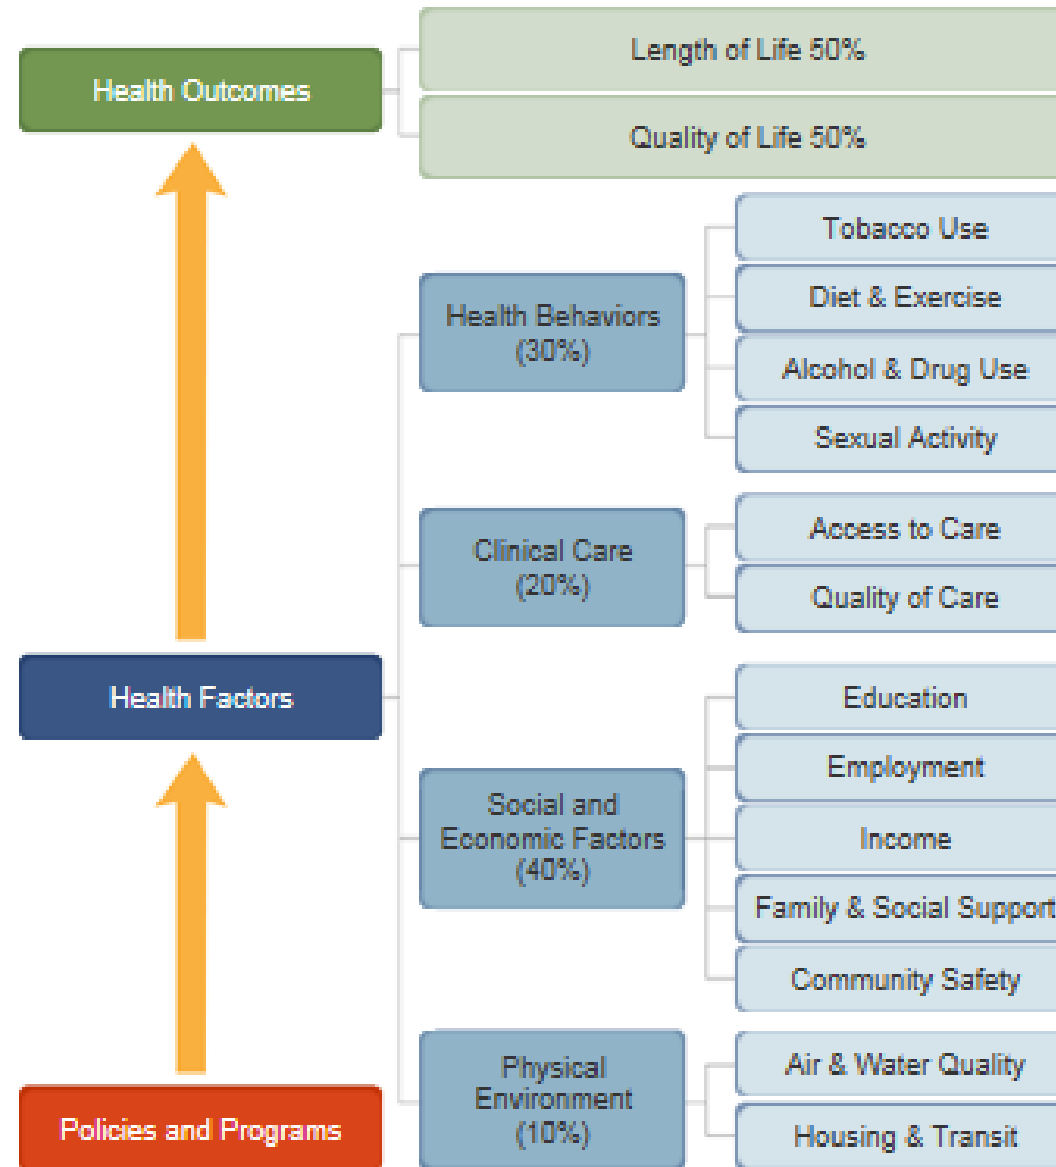 Health Outcomes
Length of Life 50%
Quality of Life 50%
Health Factors
Health Behaviors
(30%)
Tobacco Use
Diet & Exercise
Alcohol & Drug Use
Sexual Activity
Clinical Care
(20%)
Access to Care
Quality of Care
Social and
Economic Factors
(40%)
Education
Employment
Income
Family & Social Support
Community Safety
Physical
Environment
(10%)
Air & Water Quality
Housing & Transit
Policies and Programs